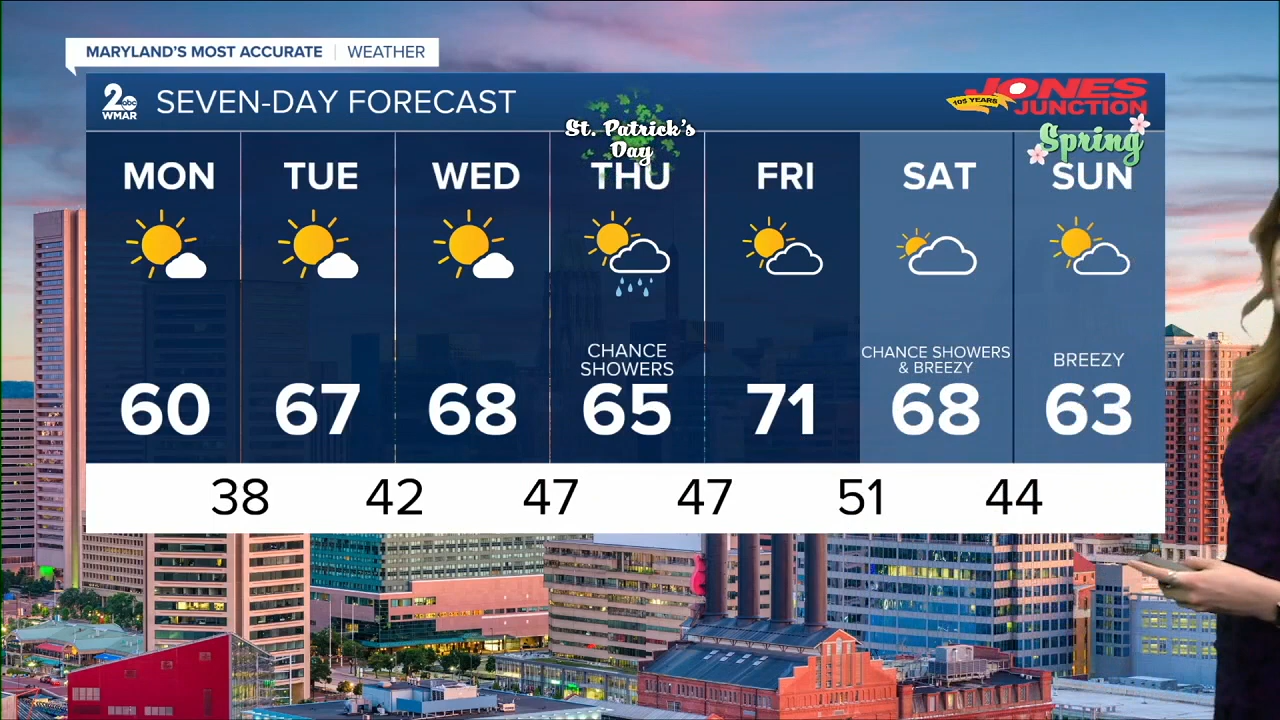 MARYLAND'S MOST ACCURATE | WEATHER
2 abc
WMAR
SEVEN-DAY FORECAST
105 YEARS
JONES
JUNCTION
St. Patrick's
Day
Spring
MON TUE WED THU FRI SAT SUN
CHANCE
SHOWERS
CHANCE SHOWERS
& BREEZY
BREEZY
60 67 68 65 71 68 63
38 42 47 47 51 44